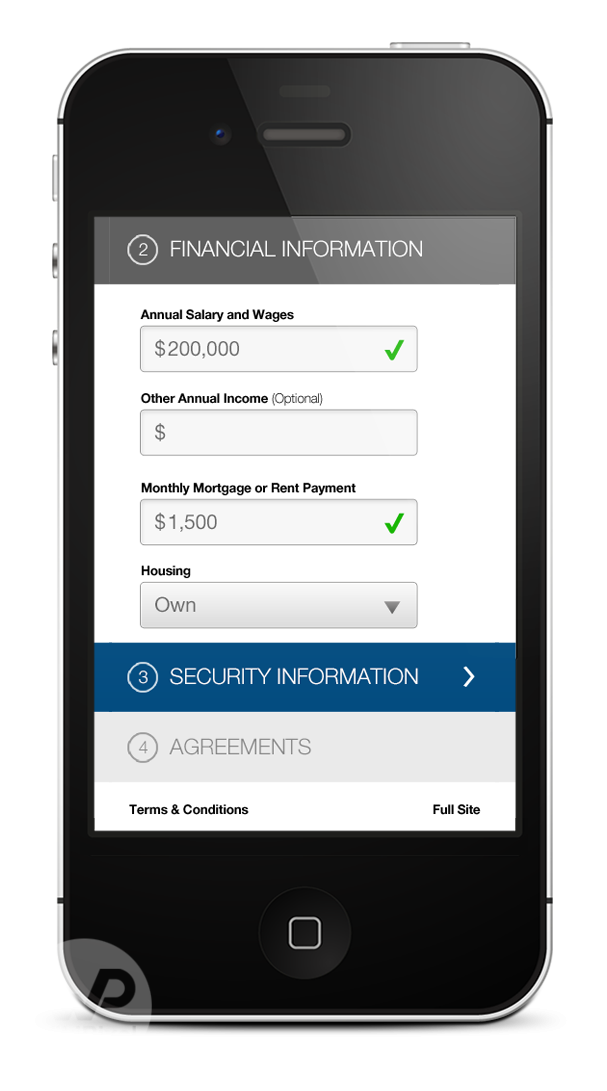 2 FINANCIAL INFORMATION
Annual Salary and Wages
$200,000
Other Annual Income (Optional)
$
Monthly Mortgage or Rent Payment
$1,500
Housing
Own
3 SECURITY INFORMATION
4 AGREEMENTS
Terms & Conditions Full Site